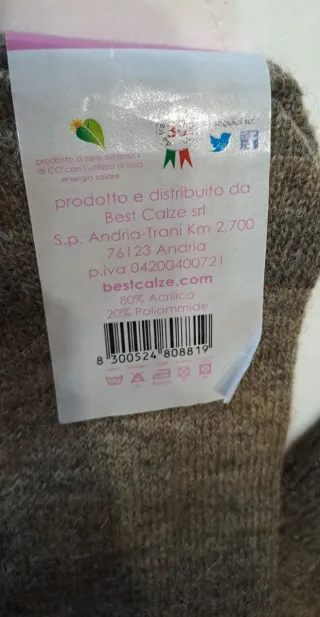 seguici su:
prodotto a zero emissioni
di CO² con l'utilizzo di sola
energia solare
prodotto e distribuito da
Best Calze srl
S.p. Andria-Trani Km 2,700
76123 Andria
p.iva 04200400721
bestcalze.com
80% Acrilico
20% Poliammide
8 300524 808819